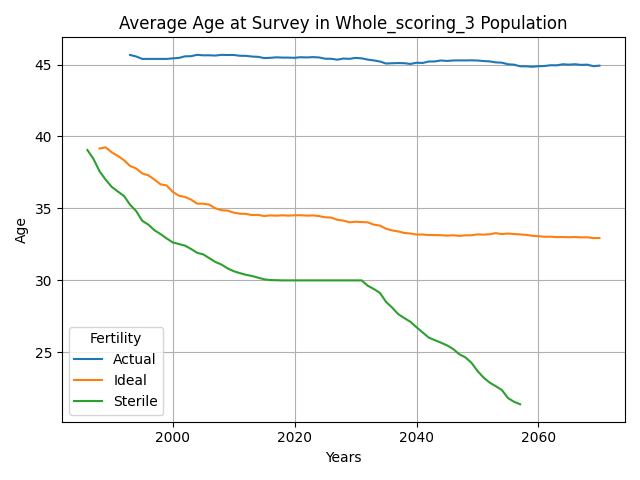 Average Age at Survey in Whole_scoring_3 Population
Age
45
40
35
30
25
Fertility
Actual
Ideal
Sterile
2000 2020 2040 2060
Years